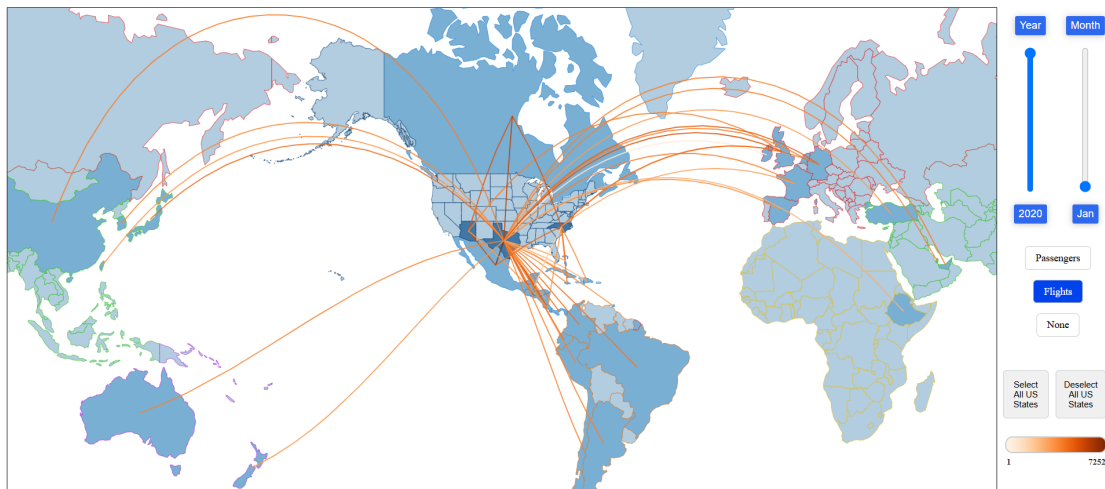 Year
Month
2020
Jan
Passengers
Flights
None
Select
All US
States
Deselect
All US
States
1
7252